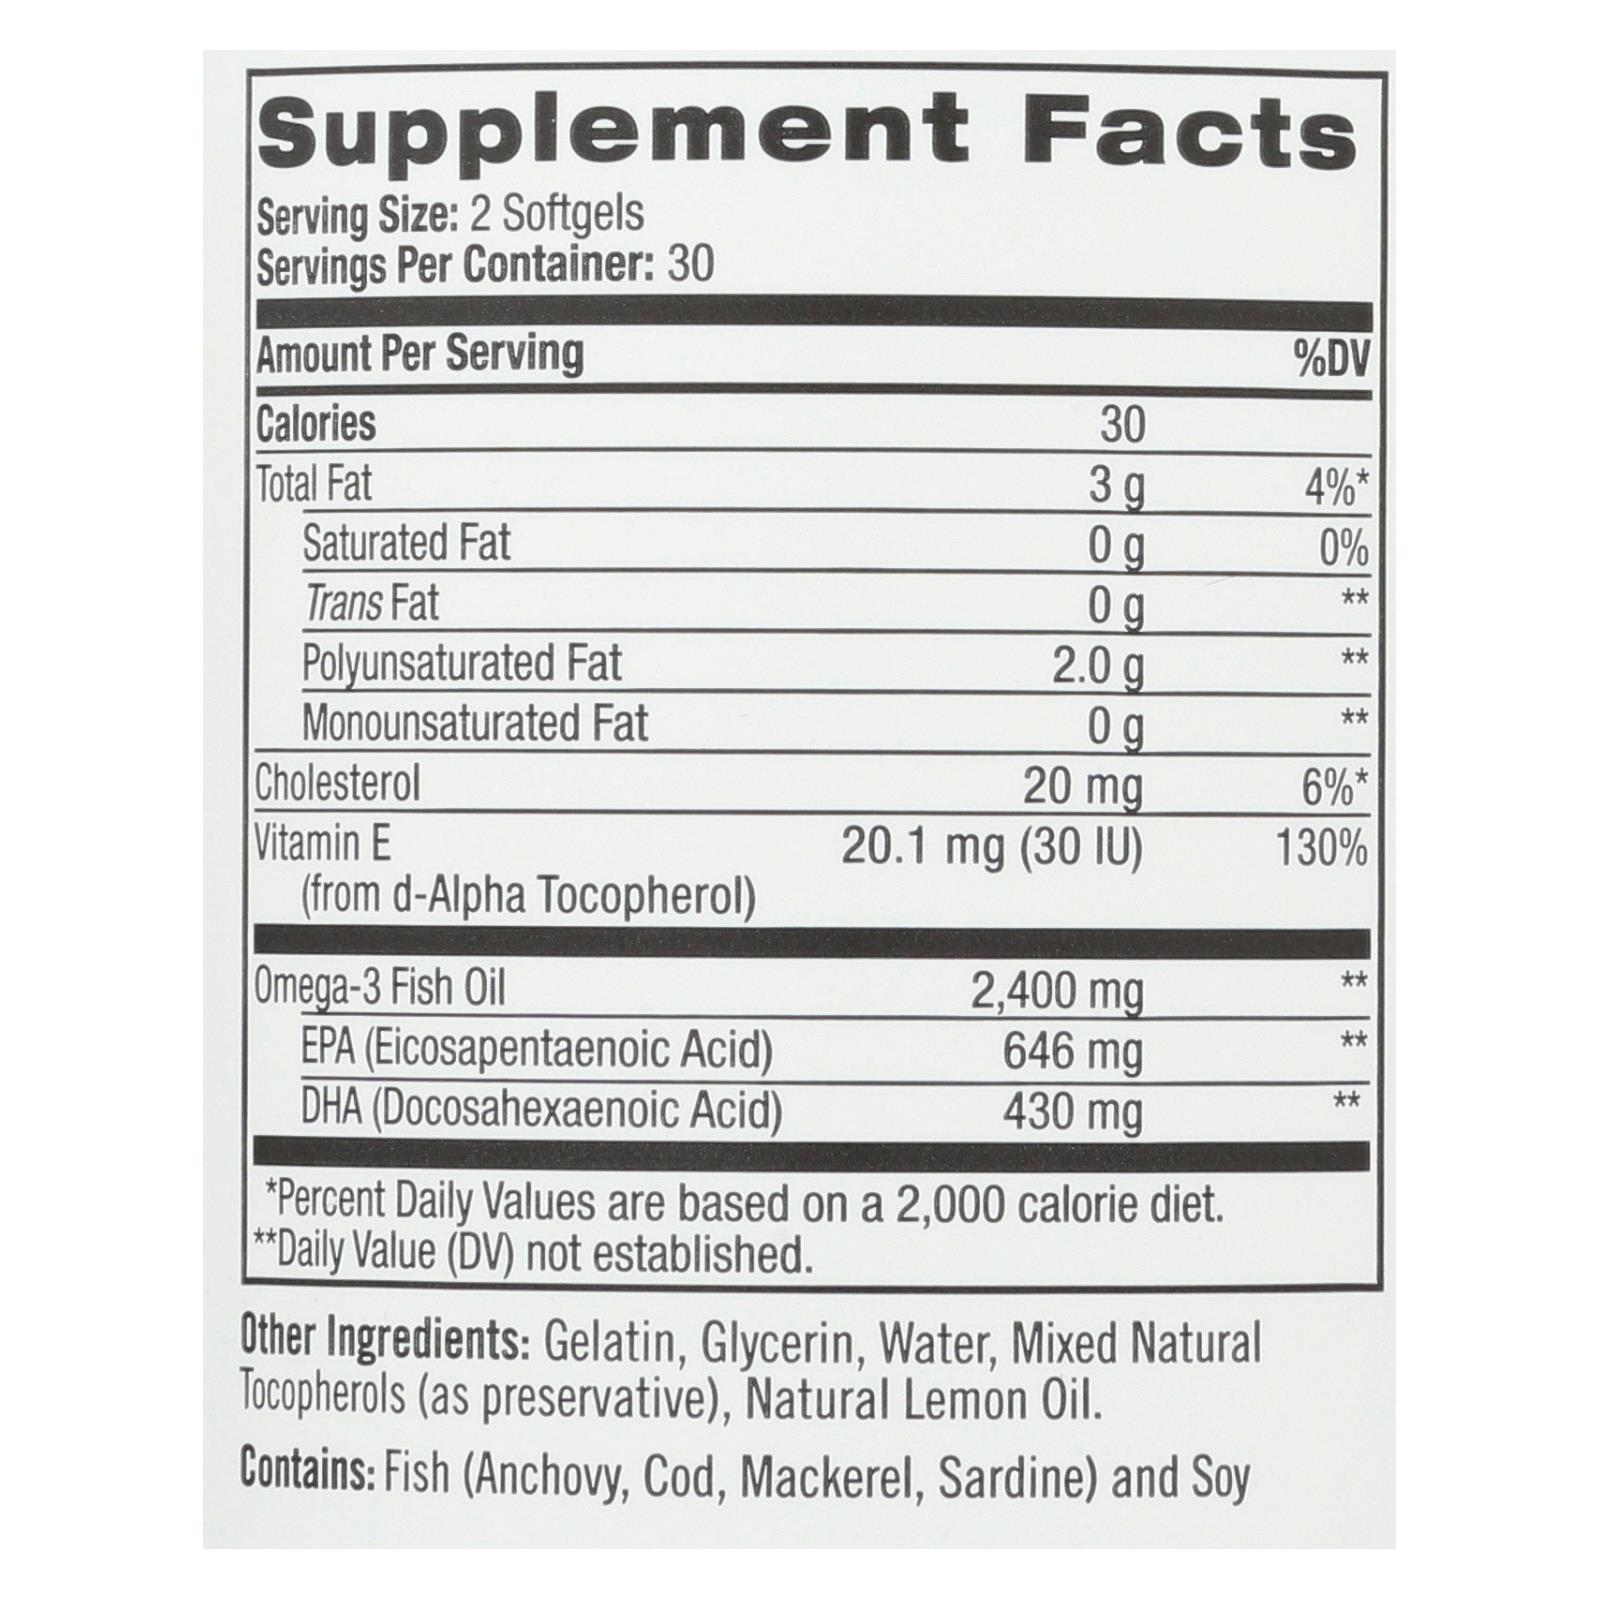 Supplement Facts
Serving Size: 2 Softgels
Servings Per Container: 30
Amount Per Serving %DV
Calories 30
Total Fat 3 g 4%*
Saturated Fat 0 g 0%
Trans Fat 0 g **
Polyunsaturated Fat 2.0 g **
Monounsaturated Fat 0 g **
Cholesterol 20 mg 6%*
Vitamin E 20.1 mg (30 IU) 130%
(from d-Alpha Tocopherol)
Omega-3 Fish Oil 2,400 mg **
EPA (Eicosapentaenoic Acid) 646 mg **
DHA (Docosahexaenoic Acid) 430 mg **
*Percent Daily Values are based on a 2,000 calorie diet.
**Daily Value (DV) not established.
Other Ingredients: Gelatin, Glycerin, Water, Mixed Natural
Tocopherols (as preservative), Natural Lemon Oil.
Contains: Fish (Anchovy, Cod, Mackerel, Sardine) and Soy